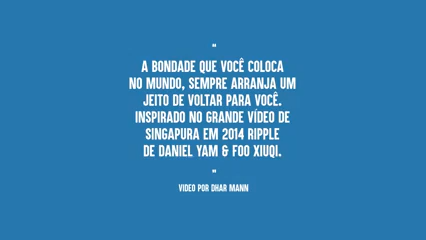 "
A BONDADE QUE VOCÊ COLOCA
NO MUNDO, SEMPRE ARRANJA UM
JEITO DE VOLTAR PARA VOCÊ.
INSPIRADO NO GRANDE VÍDEO DE
SINGAPURA EM 2014 RIPPLE
DE DANIEL YAM & FOO XIUQI.
"
VIDEO POR DHAR MANN